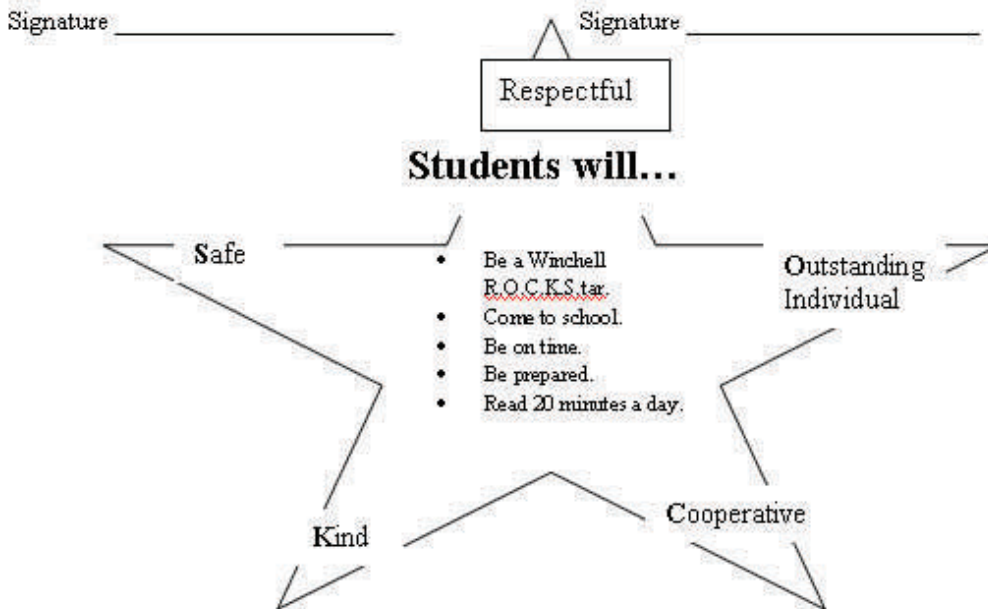 Signature
Signature
Respectful
Students will...
Safe
Outstanding
Individual
• Be a Winchell
R.O.C.K.S.tar.
• Come to school.
• Be on time.
• Be prepared.
• Read 20 minutes a day.
Kind
Cooperative